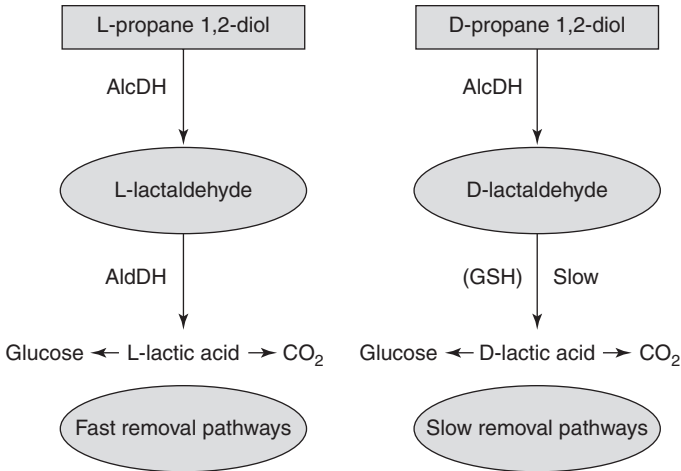 L-propane 1,2-diol
AlcDH
L-lactaldehyde
AldDH
Glucose L-lactic acid CO2
Fast removal pathways
D-propane 1,2-diol
AlcDH
D-lactaldehyde
(GSH) Slow
Glucose D-lactic acid CO2
Slow removal pathways